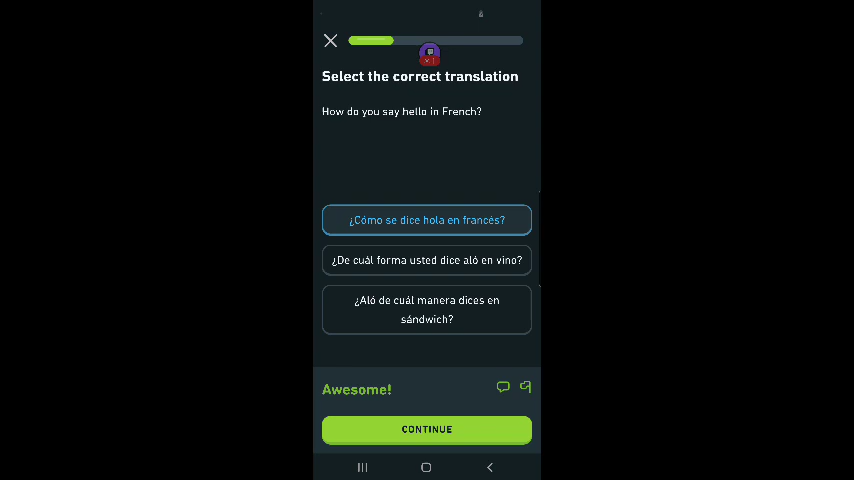 Select the correct translation
How do you say hello in French?
¿Cómo se dice hola en francés?
¿De cuál forma usted dice aló en vino?
¿Aló de cuál manera dices en
sándwich?
Awesome!
CONTINUE